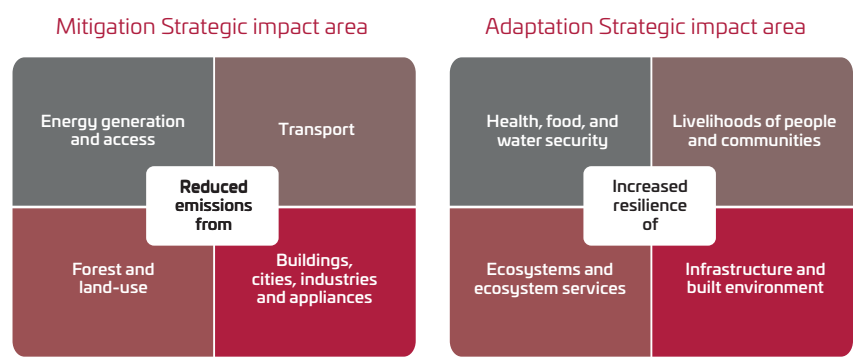 Mitigation Strategic impact area
Energy generation
and access
Transport
Reduced
emissions
from
Forest and
land-use
Buildings,
cities, industries
and appliances
Adaptation Strategic impact area
Health, food, and
water security
Livelihoods of people
and communities
Increased
resilience
of
Ecosystems and
ecosystem services
Infrastructure and
built environment